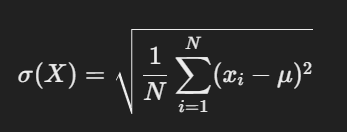 σ(X) = √(1/N ∑_{i=1}^{N} (x_i − μ)²)